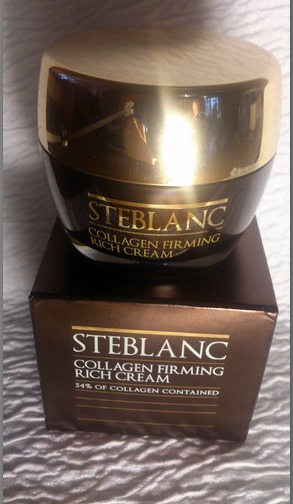 STEBLANC
COLLAGEN FIRMING
RICH CREAM
STEBLANC
COLLAGEN FIRMING
RICH CREAM
54% OF COLLAGEN CONTAINED